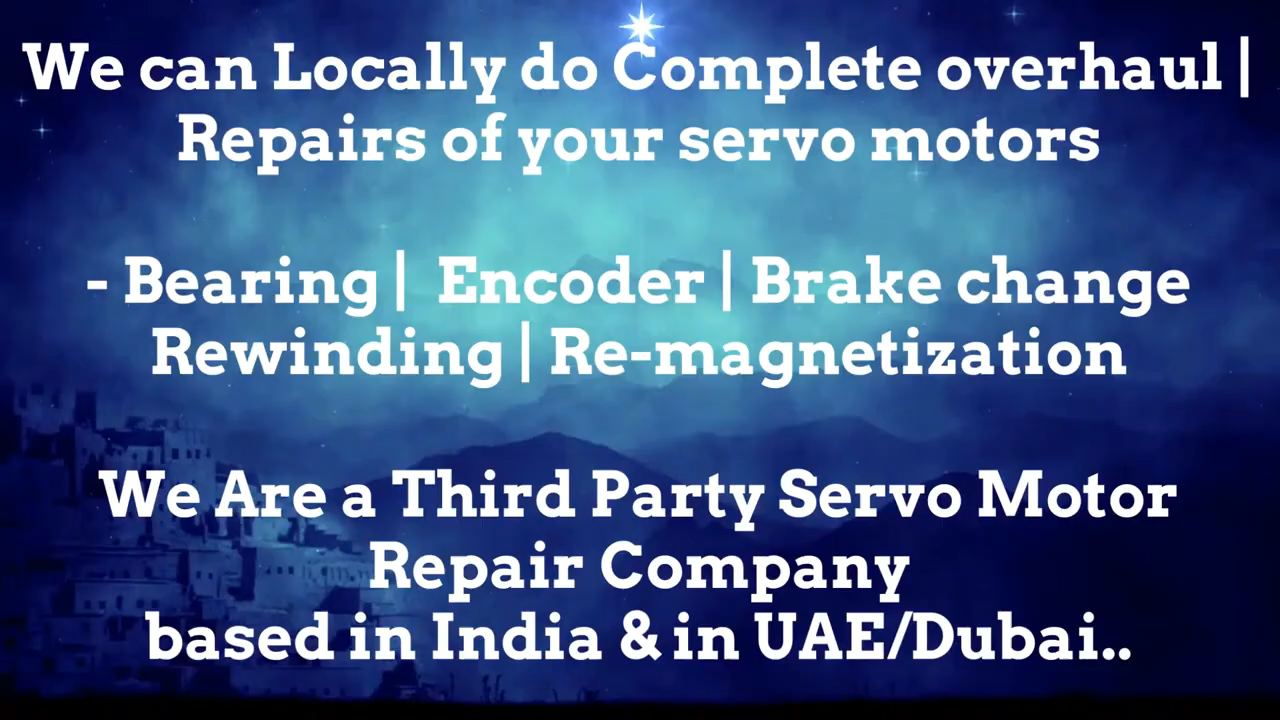 We can Locally do Complete overhaul |
Repairs of your servo motors
- Bearing | Encoder | Brake change
Rewinding | Re-magnetization
We Are a Third Party Servo Motor
Repair Company
based in India & in UAE/Dubai..